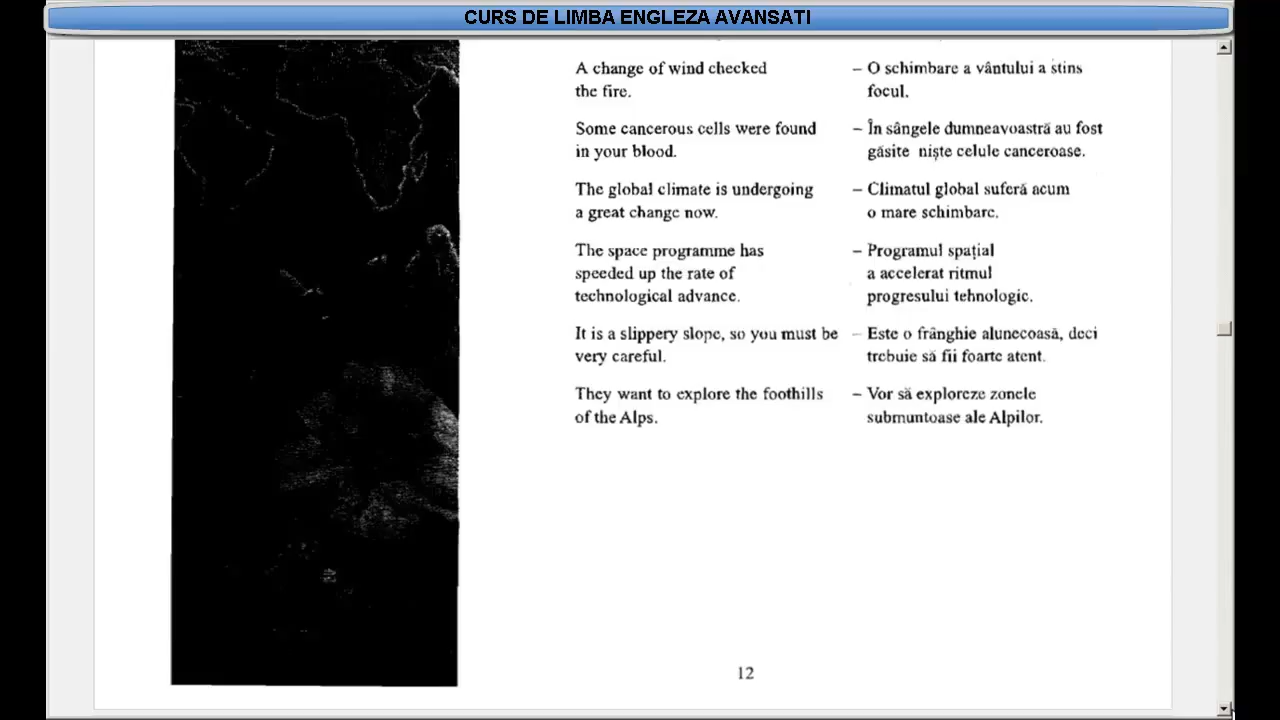 CURS DE LIMBA ENGLEZA AVANSATI
A change of wind checked
the fire.
– O schimbare a vântului a stins
focul.
Some cancerous cells were found
in your blood.
– În sângele dumneavoastră au fost
găsite nişte celule canceroase.
The global climate is undergoing
a great change now.
– Climatul global suferă acum
o mare schimbare.
The space programme has
speeded up the rate of
technological advance.
– Programul spaţial
a accelerat ritmul
progresului tehnologic.
It is a slippery slope, so you must be
very careful.
– Este o frânghie alunecoasă, deci
trebuie să fii foarte atent.
They want to explore the foothills
of the Alps.
– Vor să exploreze zonele
submuntoase ale Alpilor.
12